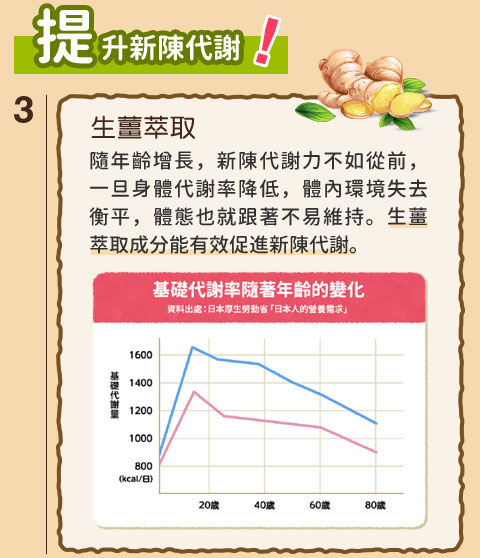 提升新陳代謝！
3
生薑萃取
隨年齡增長，新陳代謝力不如從前，
一旦身體代謝率降低，體內環境失去
衡平，體態也就跟著不易維持。生薑
萃取成分能有效促進新陳代謝。
基礎代謝率隨著年齡的變化
資料出處：日本厚生勞動省「日本人的營養需求」
基礎代謝量
1600
1400
1200
1000
800
(kcal/日)
20歲 40歲 60歲 80歲